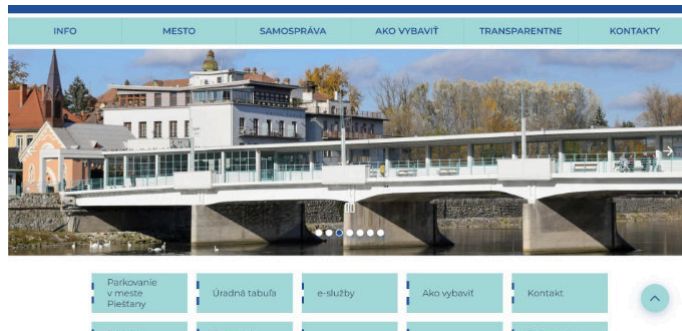 INFO MESTO SAMOSPRÁVA AKO VYBAVIŤ TRANSPARENTNE KONTAKTY
Parkovanie
v meste
Piešťany
Úradná tabuľa
e-služby
Ako vybaviť
Kontakt